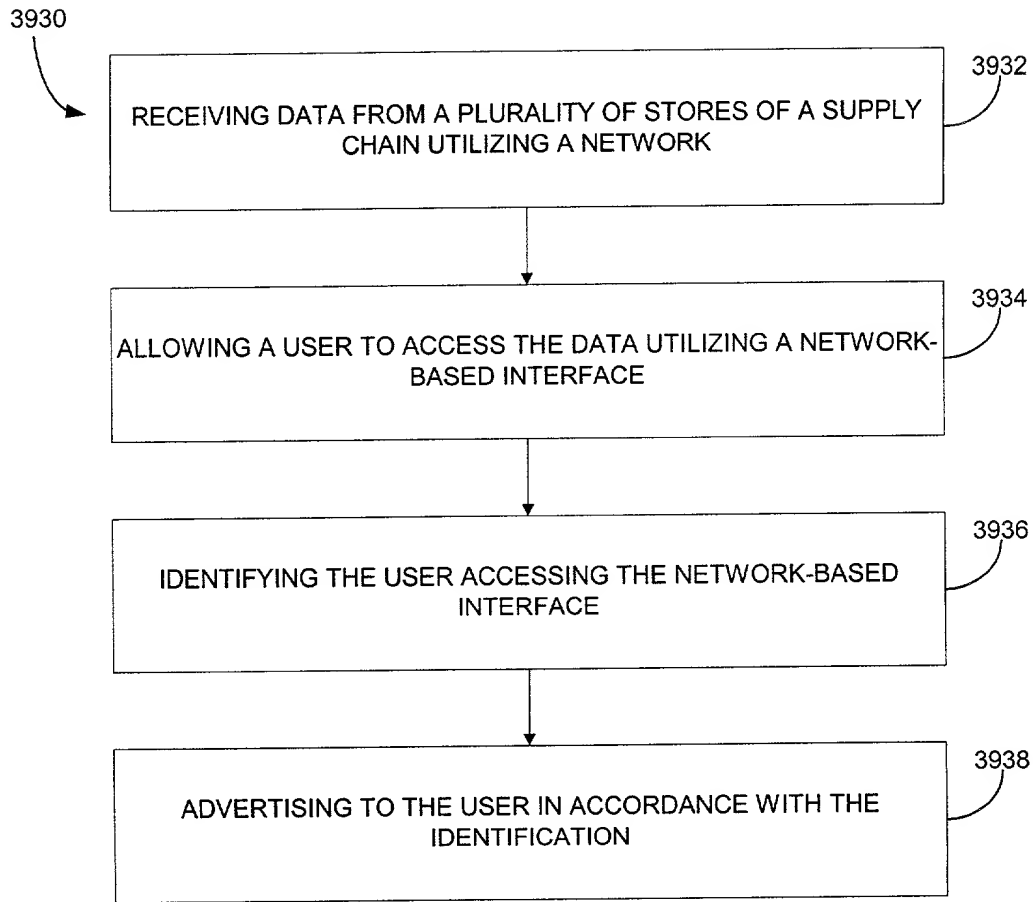 3930
3932
RECEIVING DATA FROM A PLURALITY OF STORES OF A SUPPLY
CHAIN UTILIZING A NETWORK
3934
ALLOWING A USER TO ACCESS THE DATA UTILIZING A NETWORK-
BASED INTERFACE
3936
IDENTIFYING THE USER ACCESSING THE NETWORK-BASED
INTERFACE
3938
ADVERTISING TO THE USER IN ACCORDANCE WITH THE
IDENTIFICATION